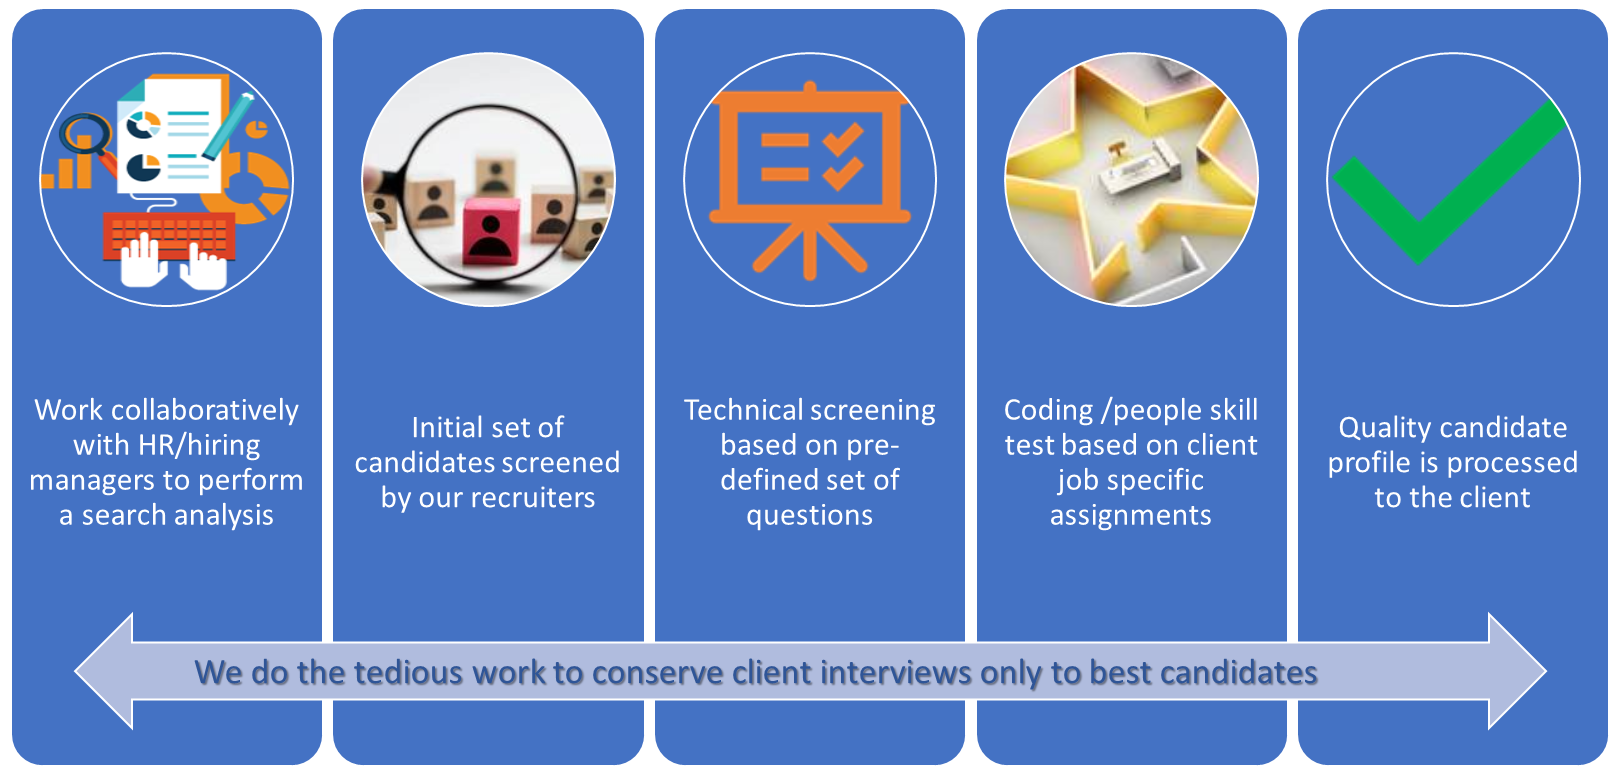 Work collaboratively
with HR/hiring
managers to perform
a search analysis
Initial set of
candidates screened
by our recruiters
Technical screening
based on pre-
defined set of
questions
Coding /people skill
test based on client
job specific
assignments
Quality candidate
profile is processed
to the client
We do the tedious work to conserve client interviews only to best candidates